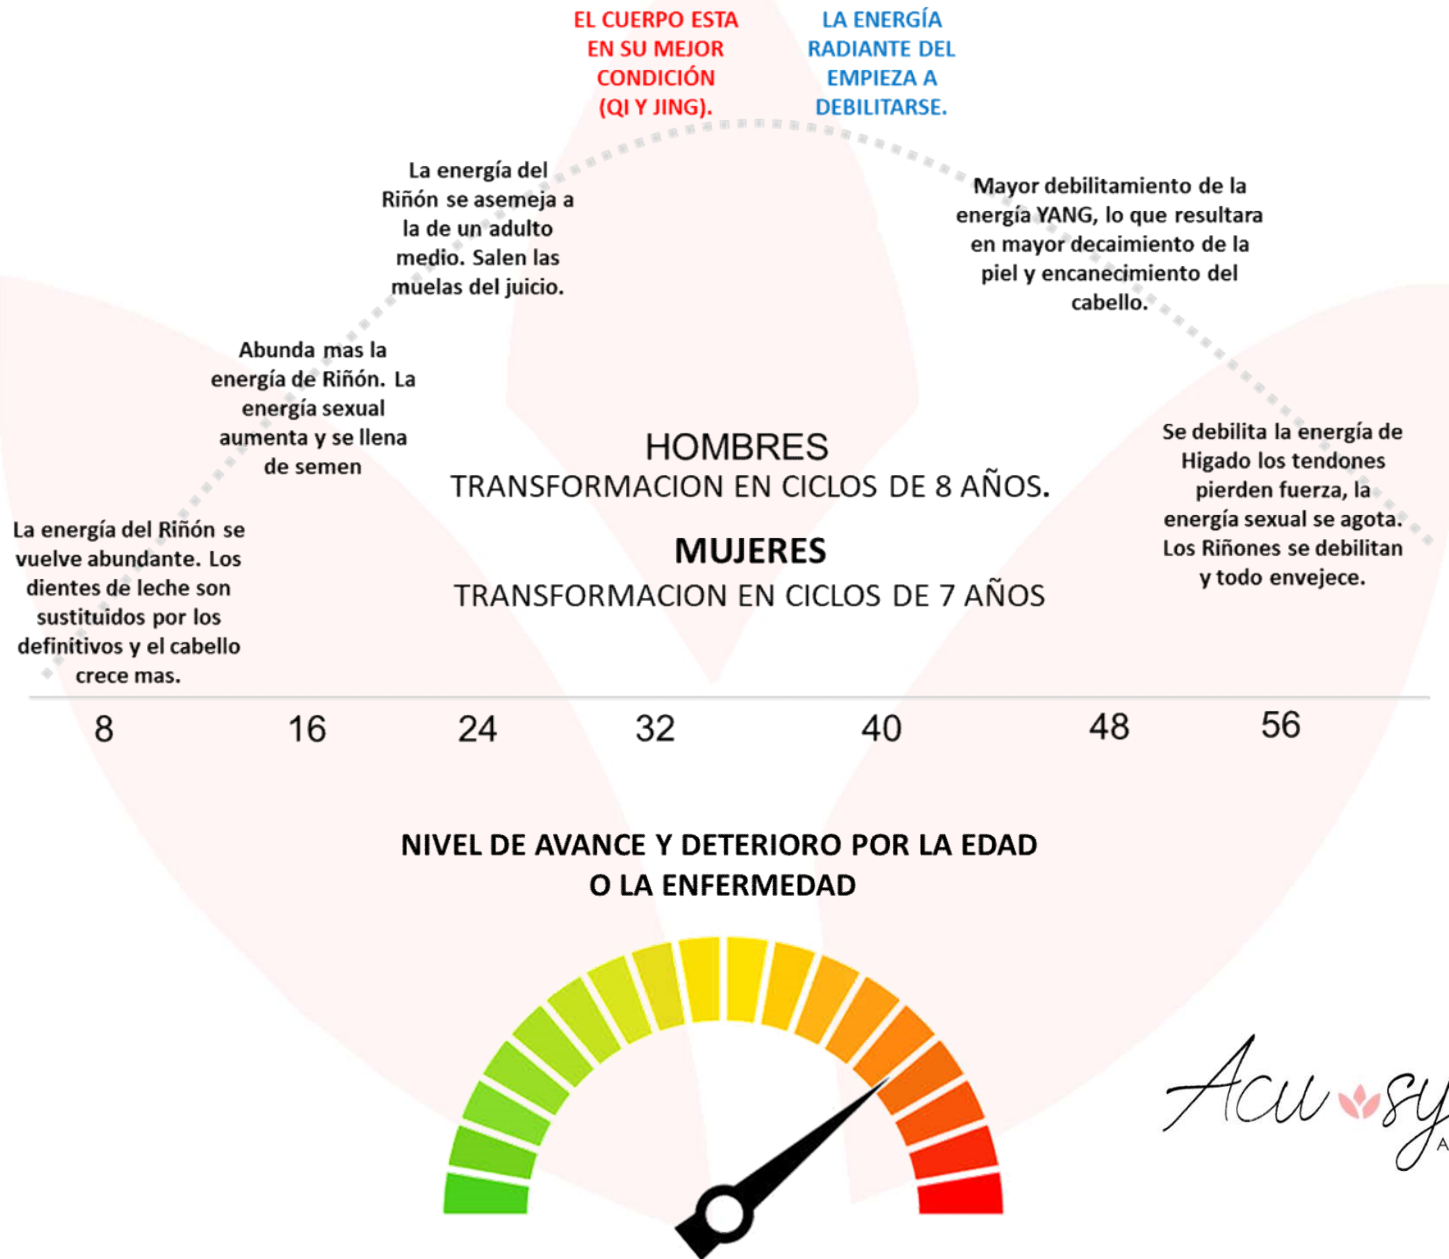 EL CUERPO ESTA
EN SU MEJOR
CONDICIÓN
(QI Y JING).
LA ENERGÍA
RADIANTE DEL
EMPIEZA A
DEBILITARSE.
La energía del
Riñón se asemeja a
la de un adulto
medio. Salen las
muelas del juicio.
Mayor debilitamiento de la
energía YANG, lo que resultara
en mayor decaimiento de la
piel y encanecimiento del
cabello.
Abunda mas la
energía de Riñón. La
energía sexual
aumenta y se llena
de semen
HOMBRES
TRANSFORMACION EN CICLOS DE 8 AÑOS.
MUJERES
TRANSFORMACION EN CICLOS DE 7 AÑOS
Se debilita la energía de
Higado los tendones
pierden fuerza, la
energía sexual se agota.
Los Riñones se debilitan
y todo envejece.
La energía del Riñón se
vuelve abundante. Los
dientes de leche son
sustituidos por los
definitivos y el cabello
crece mas.
8 16 24 32 40 48 56
NIVEL DE AVANCE Y DETERIORO POR LA EDAD
O LA ENFERMEDAD
Acu sy
A